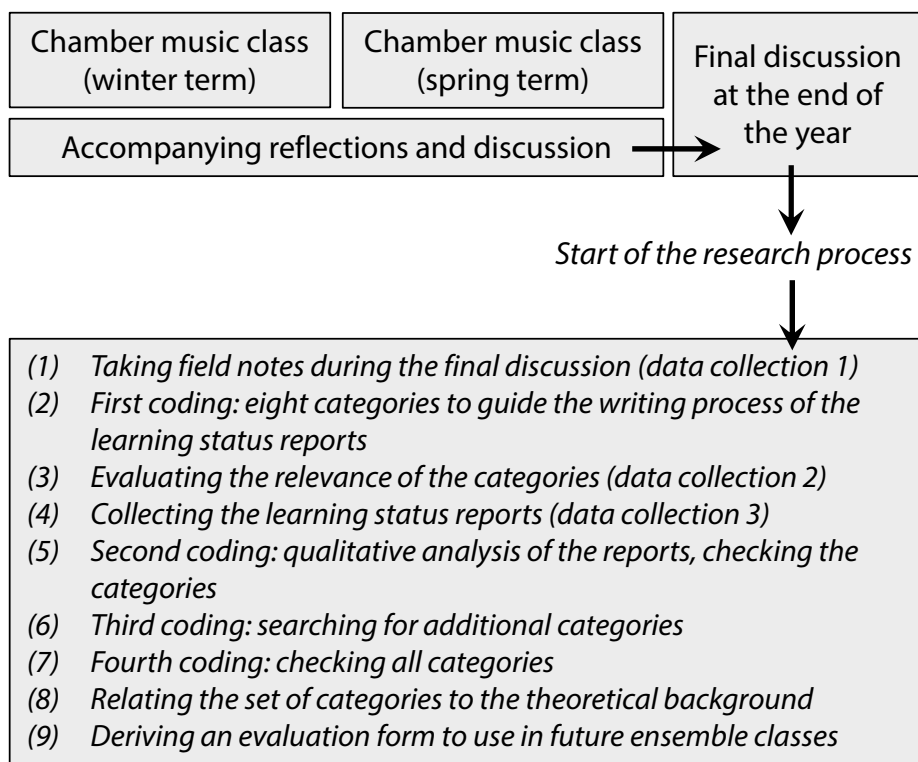 Chamber music class
(winter term)
Chamber music class
(spring term)
Final discussion
at the end of
the year
Accompanying reflections and discussion
Start of the research process
(1) Taking field notes during the final discussion (data collection 1)
(2) First coding: eight categories to guide the writing process of the
learning status reports
(3) Evaluating the relevance of the categories (data collection 2)
(4) Collecting the learning status reports (data collection 3)
(5) Second coding: qualitative analysis of the reports, checking the
categories
(6) Third coding: searching for additional categories
(7) Fourth coding: checking all categories
(8) Relating the set of categories to the theoretical background
(9) Deriving an evaluation form to use in future ensemble classes